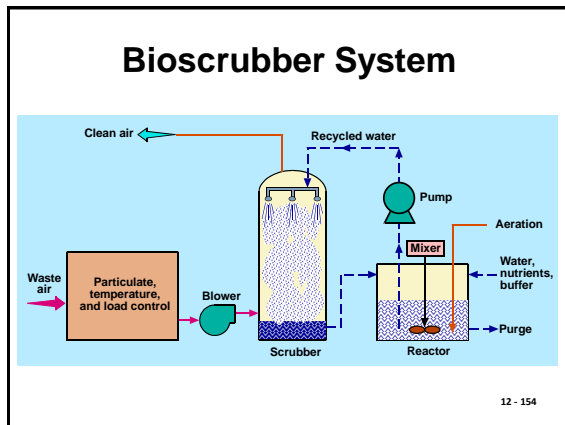 Bioscrubber System
Clean air
Recycled water
Pump
Mixer
Aeration
Waste
air
Particulate,
temperature,
and load control
Blower
Water,
nutrients,
buffer
Purge
Scrubber
Reactor
12 - 154